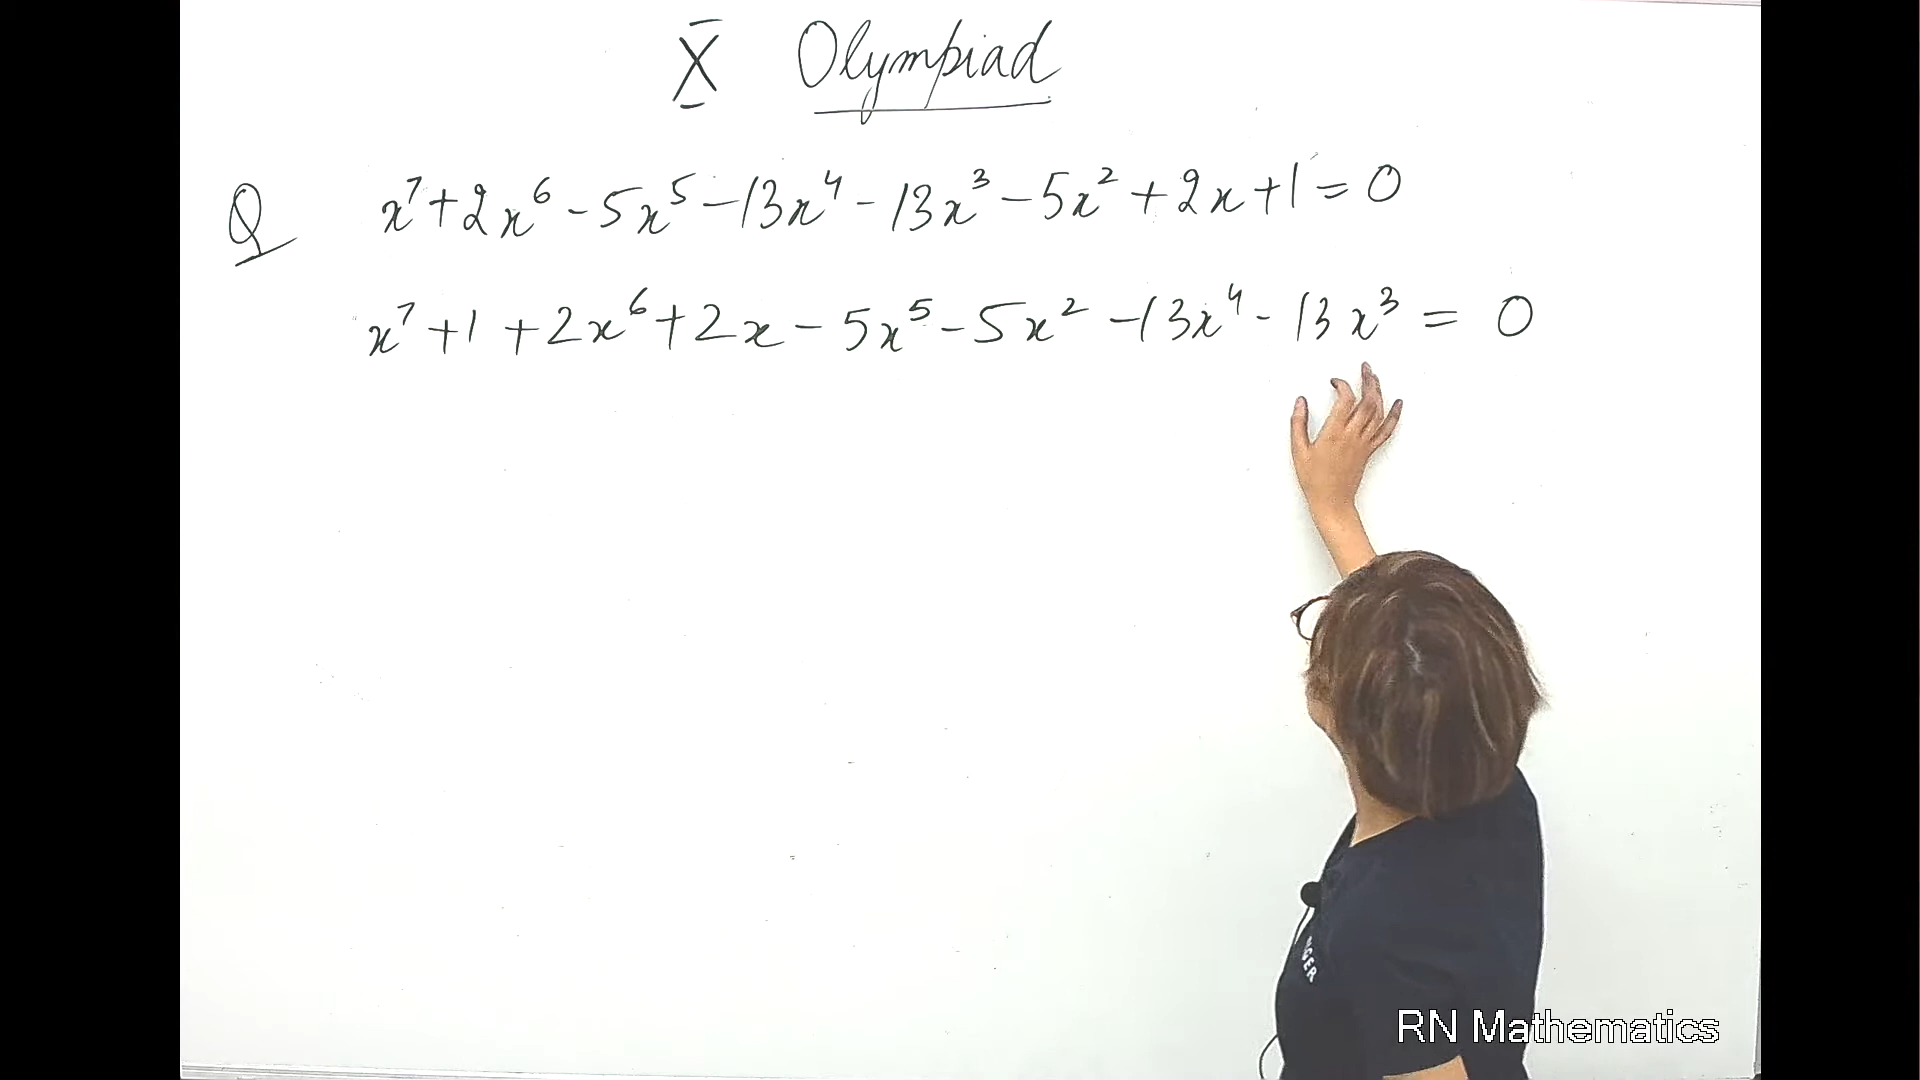 X Olympiad
Q x⁷+2x⁶-5x⁵-13x⁴-13x³-5x²+2x+1=0
x⁷+1+2x⁶+2x-5x⁵-5x²-13x⁴-13x³=0
RN Mathematics